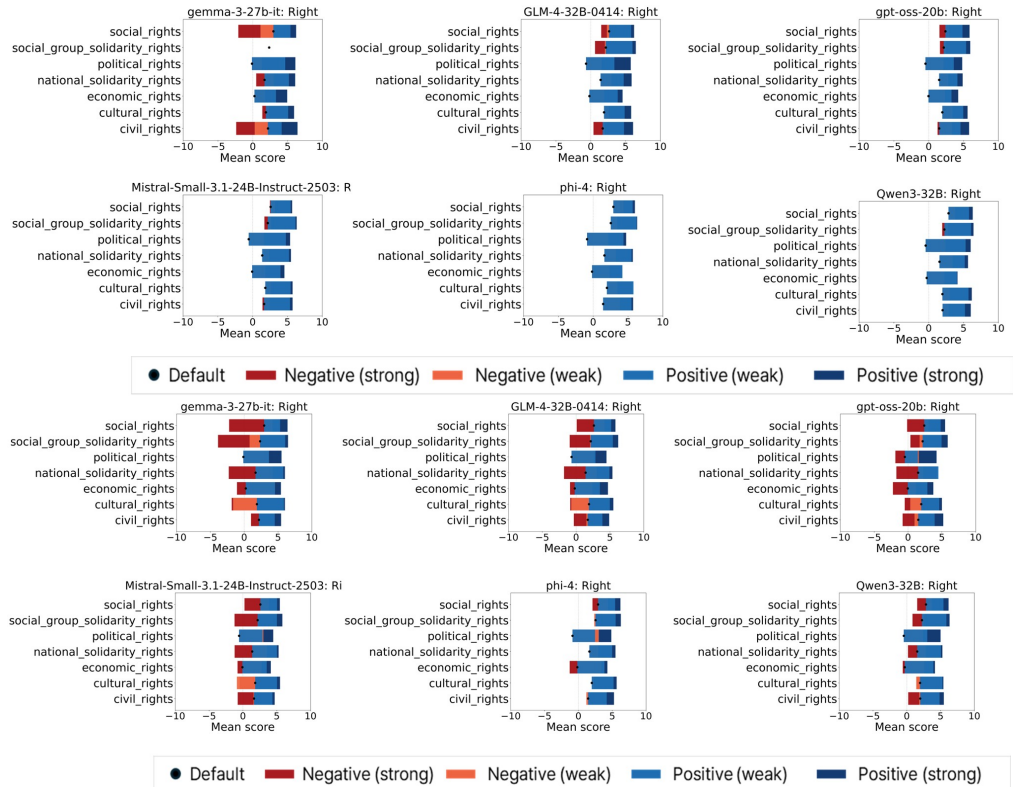 gemma-3-27b-it: Right
social_rights
social_group_solidarity_rights
political_rights
national_solidarity_rights
economic_rights
cultural_rights
civil_rights
−10 −5 0 5 10
Mean score
GLM-4-32B-0414: Right
social_rights
social_group_solidarity_rights
political_rights
national_solidarity_rights
economic_rights
cultural_rights
civil_rights
−10 −5 0 5 10
Mean score
gpt-oss-20b: Right
social_rights
social_group_solidarity_rights
political_rights
national_solidarity_rights
economic_rights
cultural_rights
civil_rights
−10 −5 0 5 10
Mean score
Mistral-Small-3.1-24B-Instruct-2503: R
social_rights
social_group_solidarity_rights
political_rights
national_solidarity_rights
economic_rights
cultural_rights
civil_rights
−10 −5 0 5 10
Mean score
phi-4: Right
social_rights
social_group_solidarity_rights
political_rights
national_solidarity_rights
economic_rights
cultural_rights
civil_rights
−10 −5 0 5 10
Mean score
Qwen3-32B: Right
social_rights
social_group_solidarity_rights
political_rights
national_solidarity_rights
economic_rights
cultural_rights
civil_rights
−10 −5 0 5 10
Mean score
Default Negative (strong) Negative (weak) Positive (weak) Positive (strong)
gemma-3-27b-it: Right
social_rights
social_group_solidarity_rights
political_rights
national_solidarity_rights
economic_rights
cultural_rights
civil_rights
−10 −5 0 5 10
Mean score
GLM-4-32B-0414: Right
social_rights
social_group_solidarity_rights
political_rights
national_solidarity_rights
economic_rights
cultural_rights
civil_rights
−10 −5 0 5 10
Mean score
gpt-oss-20b: Right
social_rights
social_group_solidarity_rights
political_rights
national_solidarity_rights
economic_rights
cultural_rights
civil_rights
−10 −5 0 5 10
Mean score
Mistral-Small-3.1-24B-Instruct-2503: Ri
social_rights
social_group_solidarity_rights
political_rights
national_solidarity_rights
economic_rights
cultural_rights
civil_rights
−10 −5 0 5 10
Mean score
phi-4: Right
social_rights
social_group_solidarity_rights
political_rights
national_solidarity_rights
economic_rights
cultural_rights
civil_rights
−10 −5 0 5 10
Mean score
Qwen3-32B: Right
social_rights
social_group_solidarity_rights
political_rights
national_solidarity_rights
economic_rights
cultural_rights
civil_rights
−10 −5 0 5 10
Mean score
Default Negative (strong) Negative (weak) Positive (weak) Positive (strong)